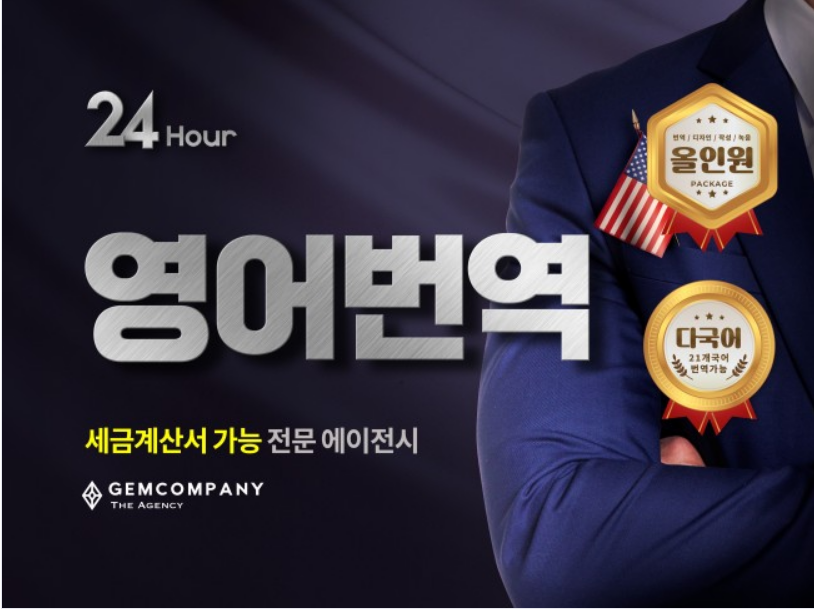 24 Hour
영어번역
세금계산서 가능 전문 에이전시
GEMCOMPANY
THE AGENCY
번역 / 디자인 / 작성 / 녹음
올인원
PACKAGE
다국어
21개국어
번역가능